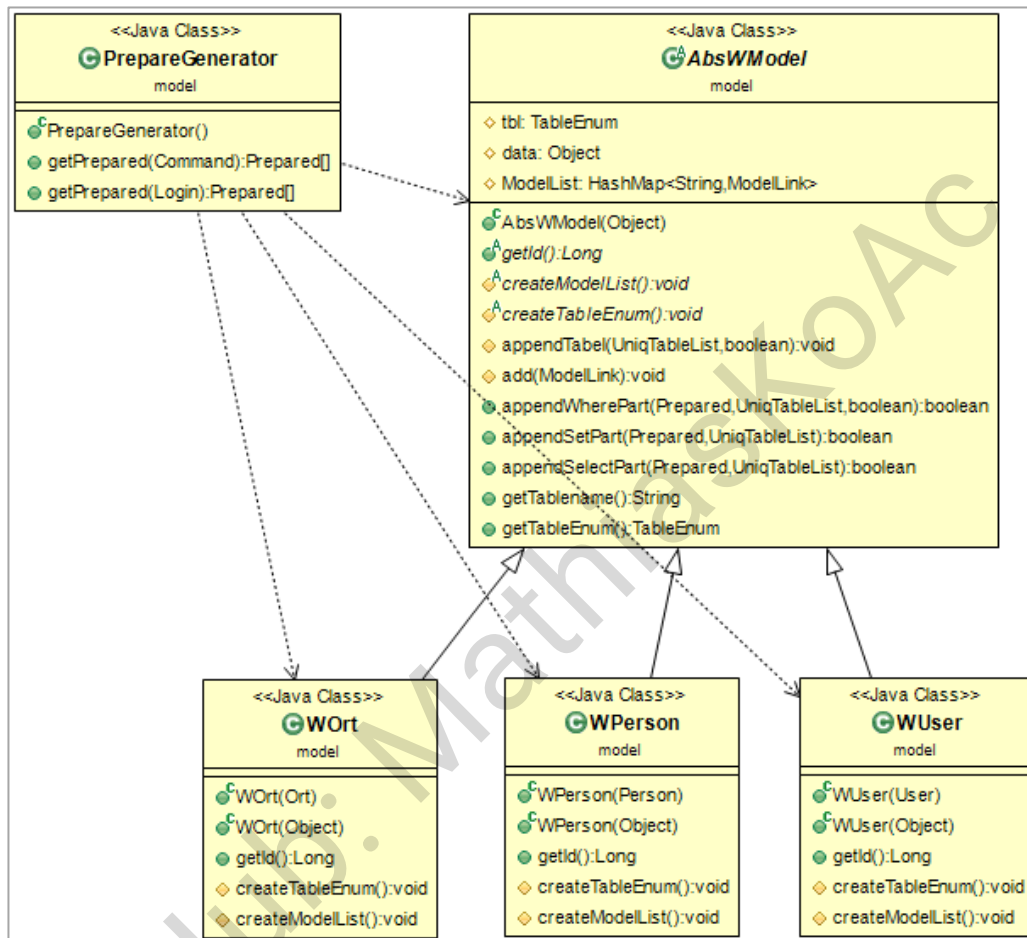 <<Java Class>>
PrepareGenerator
model
PrepareGenerator()
getPrepared(Command):Prepared[]
getPrepared(Login):Prepared[]
<<Java Class>>
AbsWModel
model
tbl: TableEnum
data: Object
ModelList: HashMap<String,ModelLink>
AbsWModel(Object)
getId():Long
createModelList():void
createTableEnum():void
appendTabel(UniqTableList,boolean):void
add(ModelLink):void
appendWherePart(Prepared,UniqTableList,boolean):boolean
appendSetPart(Prepared,UniqTableList):boolean
appendSelectPart(Prepared,UniqTableList):boolean
getTablename():String
getTableEnum():TableEnum
<<Java Class>>
WOrt
model
WOrt(Ort)
WOrt(Object)
getId():Long
createTableEnum():void
createModelList():void
<<Java Class>>
WPerson
model
WPerson(Person)
WPerson(Object)
getId():Long
createTableEnum():void
createModelList():void
<<Java Class>>
WUser
model
WUser(User)
WUser(Object)
getId():Long
createTableEnum():void
createModelList():void
lub: MathiasKoAc